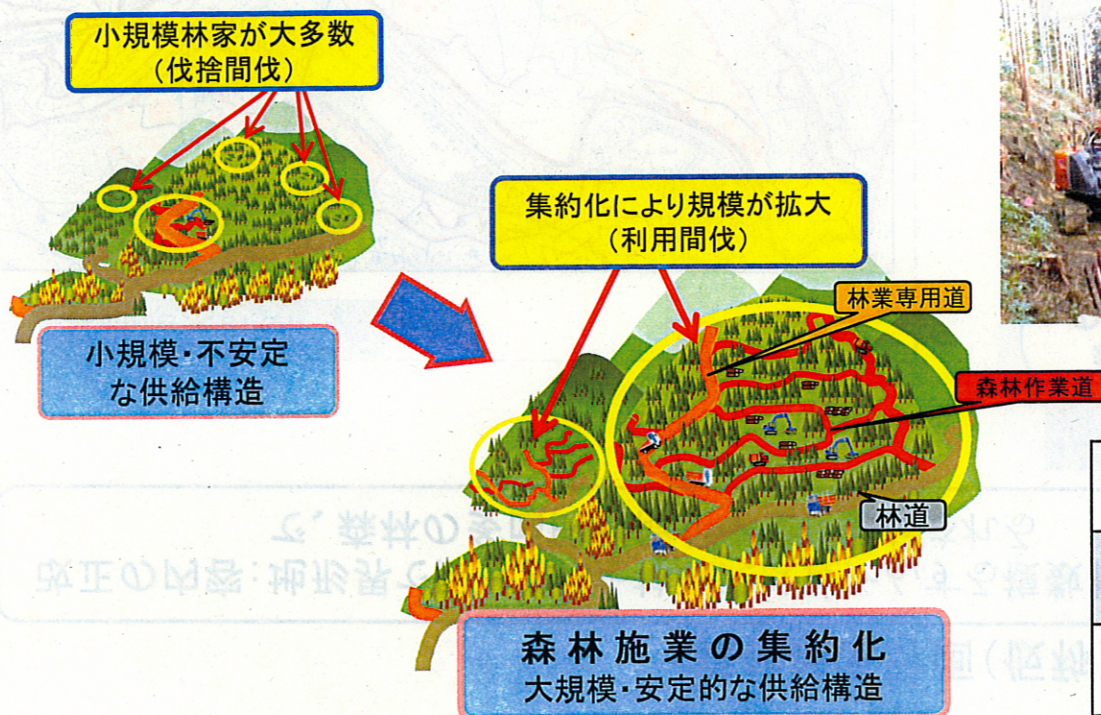 小規模林家が大多数
(伐捨間伐)
小規模・不安定
な供給構造
集約化により規模が拡大
(利用間伐)
林業専用道
森林作業道
林道
森林施業の集約化
大規模・安定的な供給構造